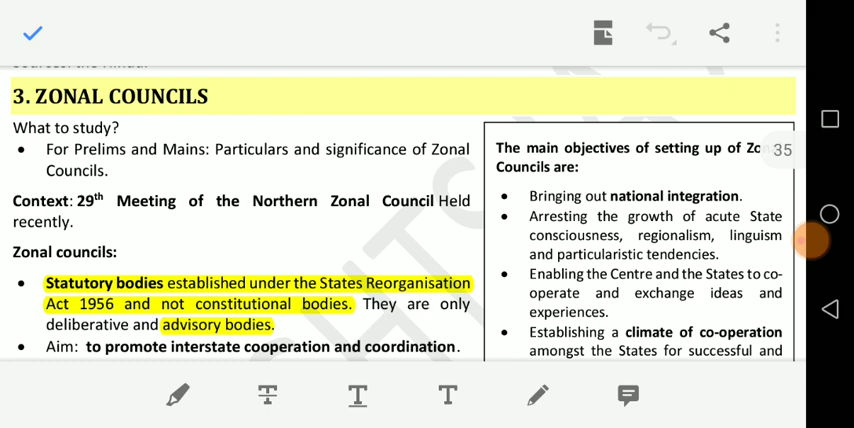 3. ZONAL COUNCILS
What to study?
• For Prelims and Mains: Particulars and significance of Zonal
Councils.
Context: 29th Meeting of the Northern Zonal Council Held
recently.
Zonal councils:
• Statutory bodies established under the States Reorganisation
Act 1956 and not constitutional bodies. They are only
deliberative and advisory bodies.
• Aim: to promote interstate cooperation and coordination.
35
The main objectives of setting up of
Councils are:
• Bringing out national integration.
• Arresting the growth of acute State
consciousness, regionalism, linguism
and particularistic tendencies.
• Enabling the Centre and the States to co-
operate and exchange ideas and
experiences.
• Establishing a climate of co-operation
amongst the States for successful and
T
T
T